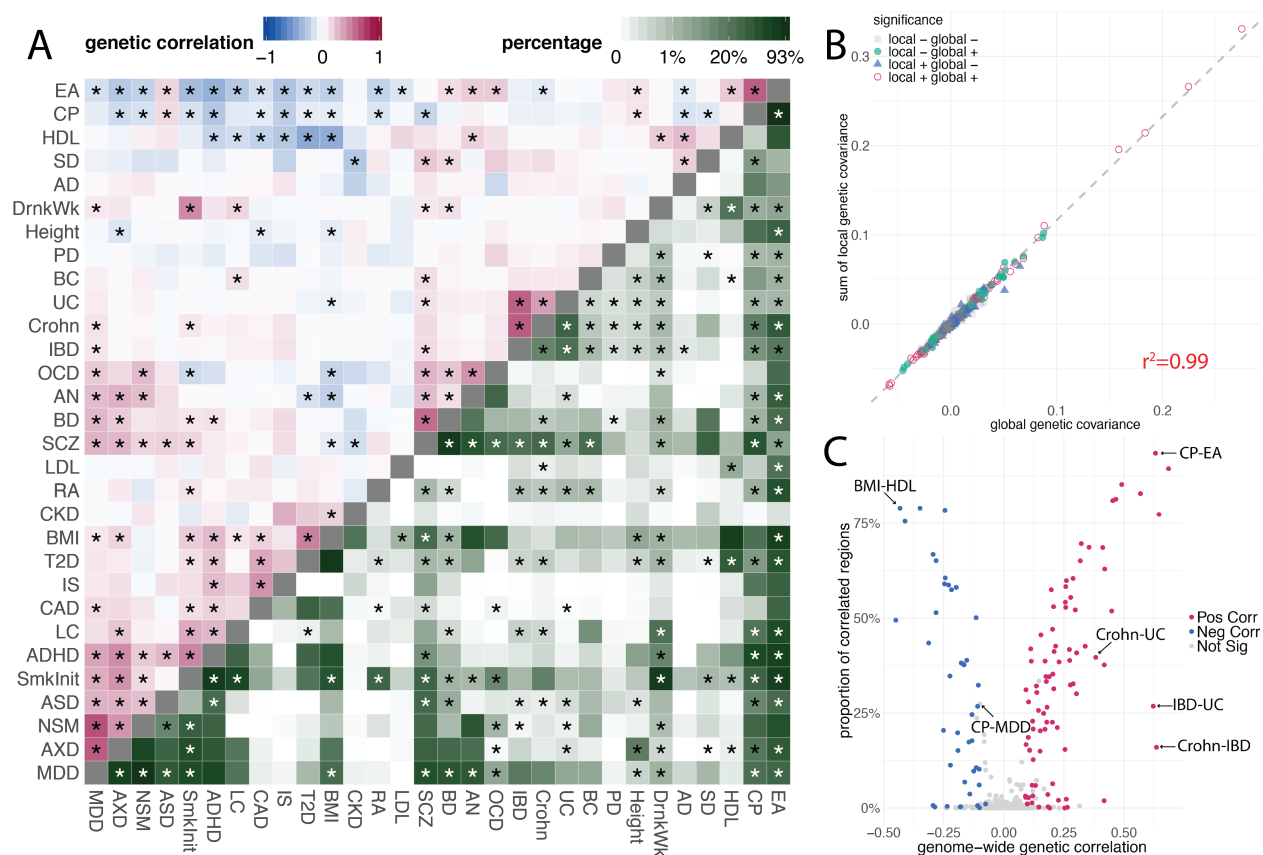 A
genetic correlation
−1
0
1
percentage
0
1%
20%
93%
EA
CP
HDL
SD
AD
DrnkWk
Height
PD
BC
UC
Crohn
IBD
OCD
AN
BD
SCZ
LDL
RA
CKD
BMI
T2D
IS
CAD
LC
ADHD
SmkInit
ASD
NSM
AXD
MDD
MDD
AXD
NSM
ASD
SmkInit
ADHD
LC
CAD
IS
T2D
BMI
CKD
RA
LDL
SCZ
BD
AN
OCD
IBD
Crohn
UC
BC
PD
Height
DrnkWk
AD
SD
HDL
CP
EA
B
significance
local − global −
local − global +
local + global −
local + global +
sum of local genetic covariance
0.3
0.2
0.1
0.0
r²=0.99
0.0
0.1
0.2
global genetic covariance
C
CP-EA
BMI-HDL
Crohn-UC
IBD-UC
CP-MDD
Crohn-IBD
Pos Corr
Neg Corr
Not Sig
proportion of correlated regions
75%
50%
25%
0%
−0.50
−0.25
0.00
0.25
0.50
genome−wide genetic correlation